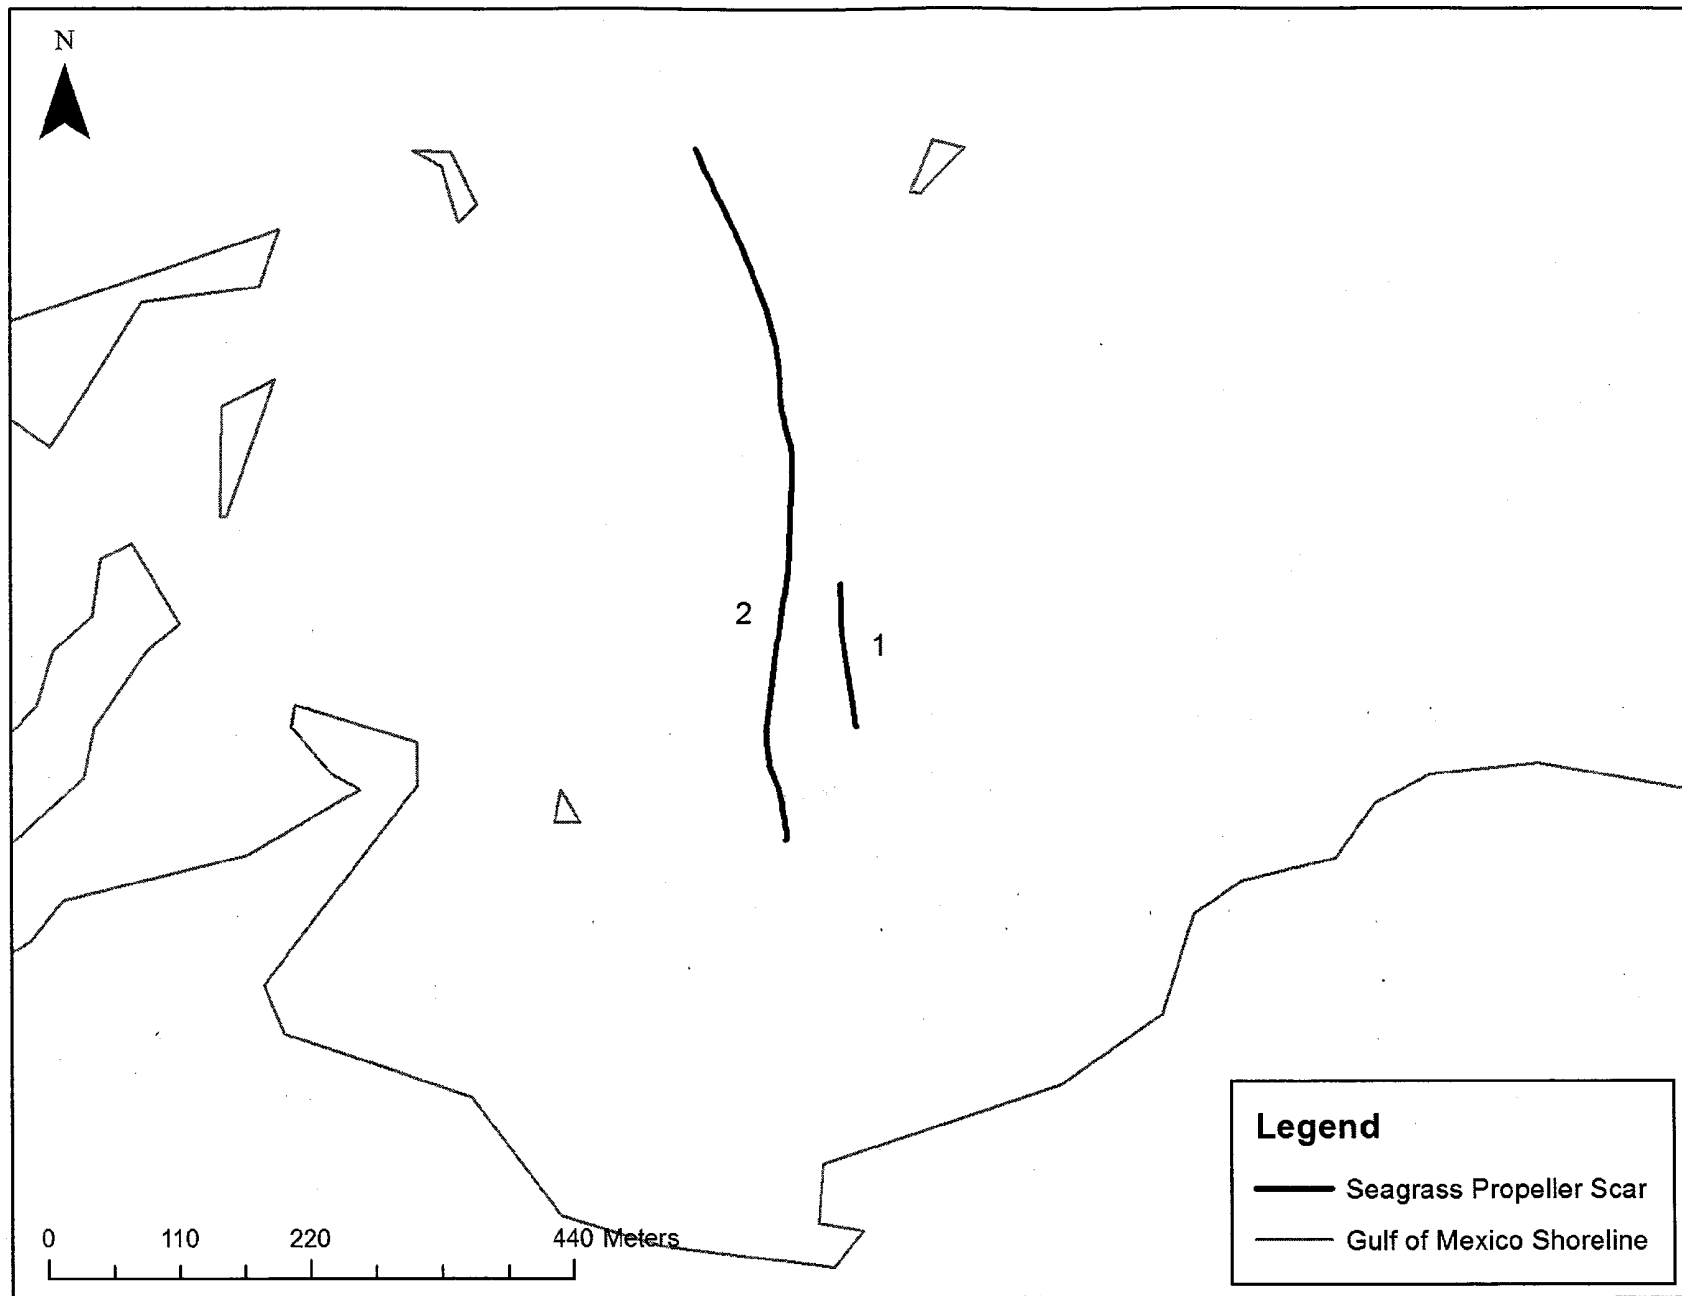 N
2
1
Legend
Seagrass Propeller Scar
Gulf of Mexico Shoreline
0 110 220 440 Meters